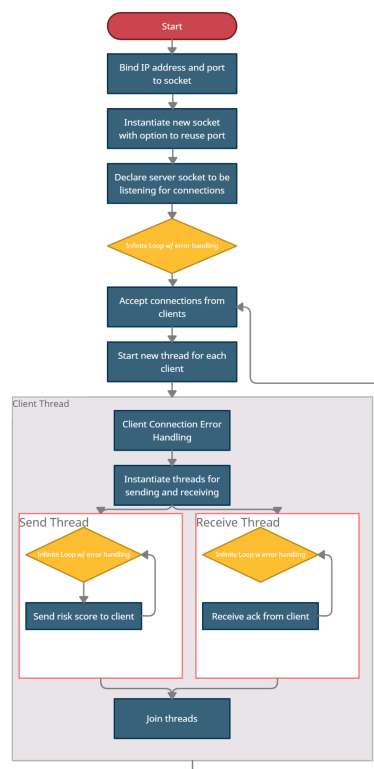 Start
Bind IP address and port
to socket
Instantiate new socket
with option to reuse port
Declare server socket to be
listening for connections
Infinite Loop w/ error handling
Accept connections from
clients
Start new thread for each
client
Client Thread
Client Connection Error
Handling
Instantiate threads for
sending and receiving
Send Thread
Infinite Loop w/ error handling
Send risk score to client
Receive Thread
Infinite Loop w error handling
Receive ack from client
Join threads